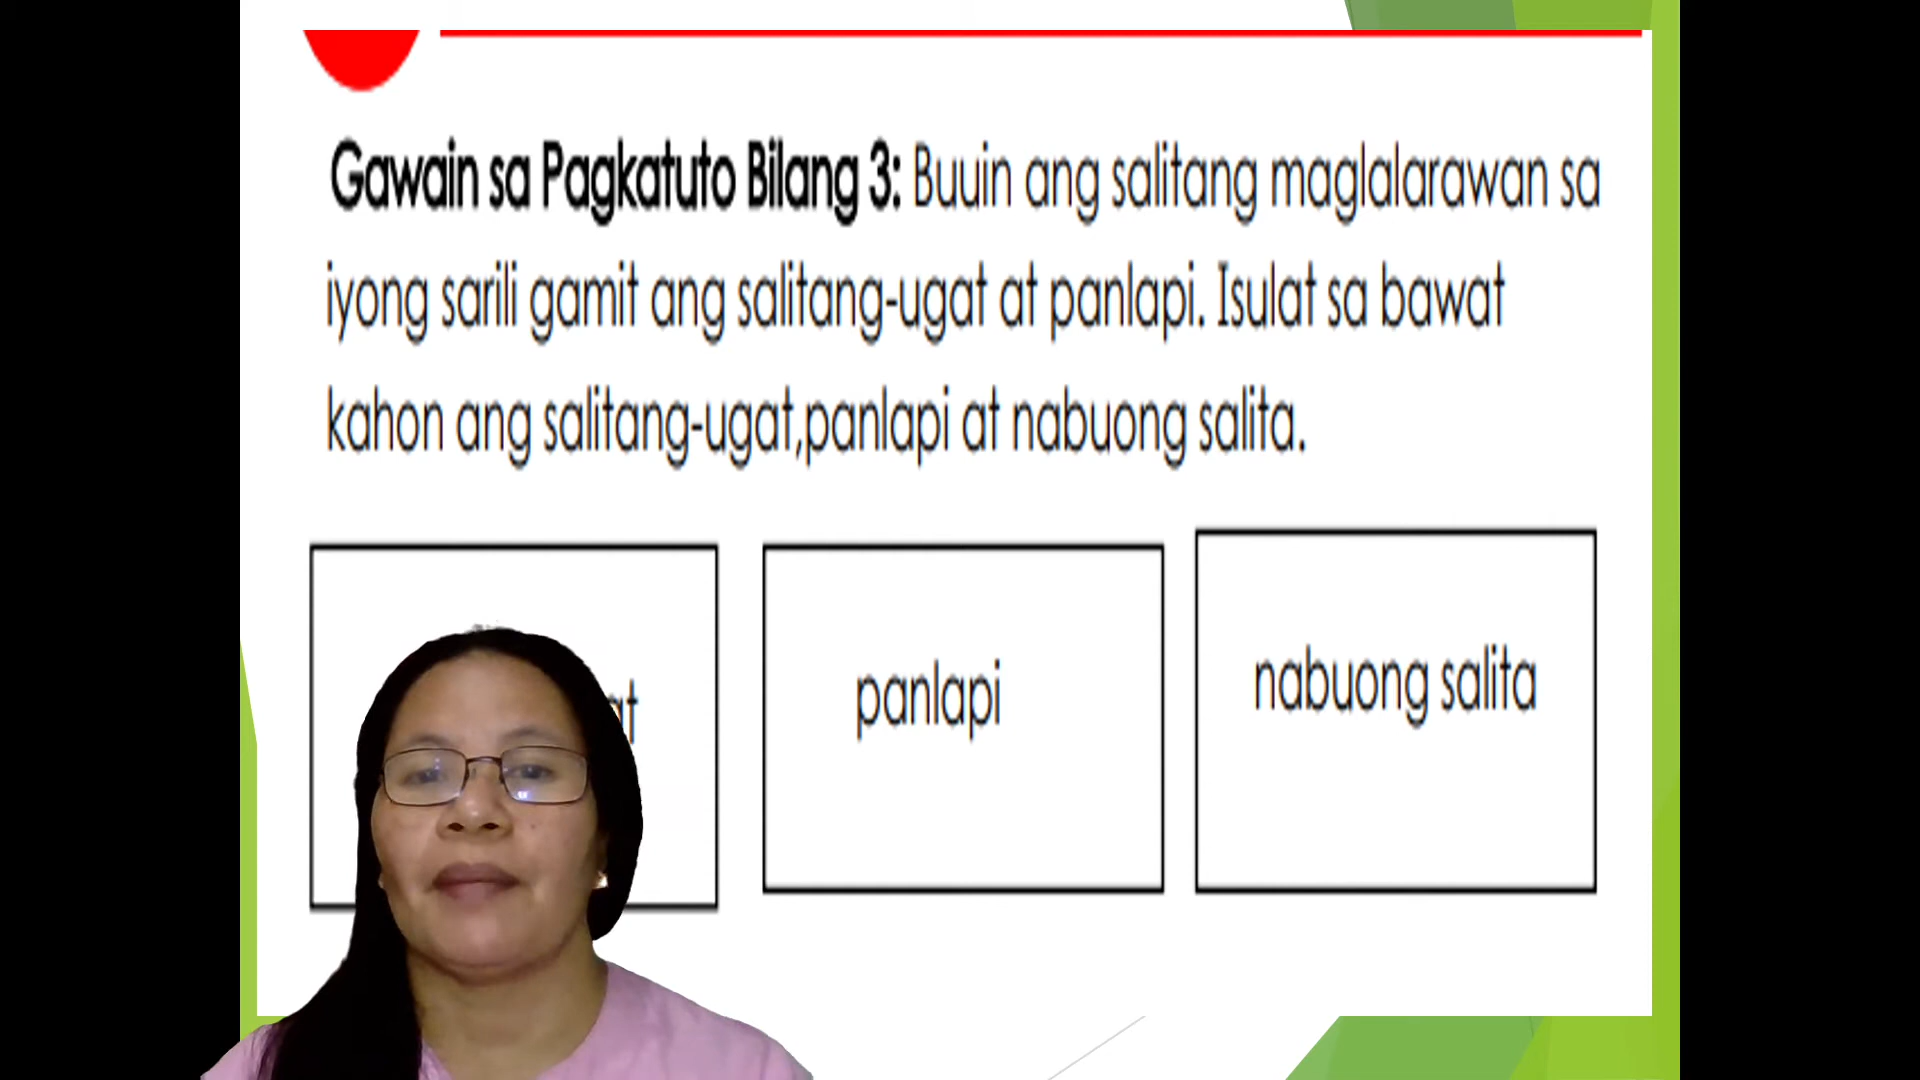 Gawain sa Pagkatuto Bilang 3: Buuin ang salitang maglalarawan sa
iyong sarili gamit ang salitang-ugat at panlapi. Isulat sa bawat
kahon ang salitang-ugat,panlapi at nabuong salita.
panlapi
nabuong salita